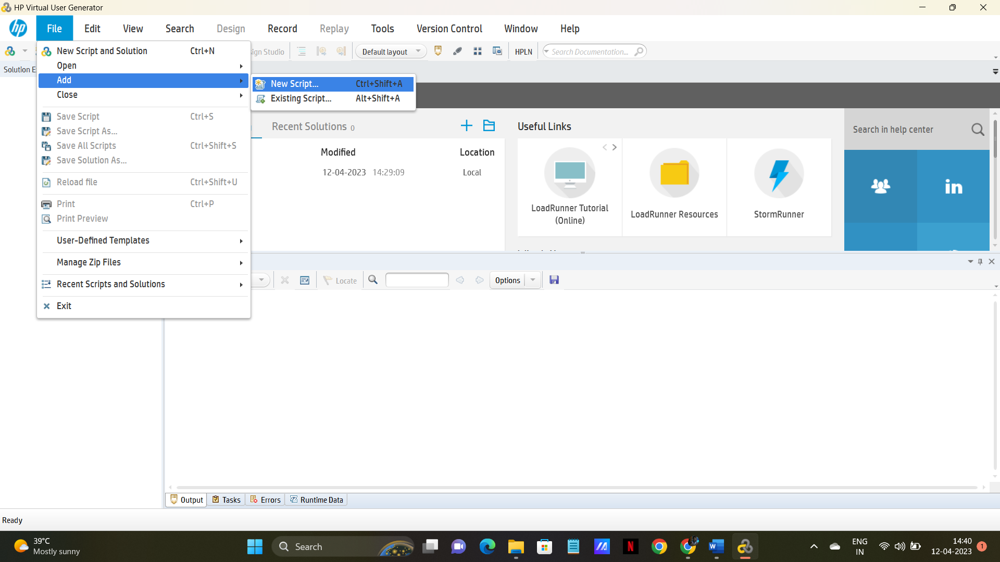 HP Virtual User Generator
hp File Edit View Search Design Record Replay Tools Version Control Window Help
Design Studio Default layout HPLN Search Documentation...
Solution E
New Script and Solution Ctrl+N
Open
Add
Close
Save Script Ctrl+S
Save Script As...
Save All Scripts Ctrl+Shift+S
Save Solution As...
Reload file Ctrl+Shift+U
Print Ctrl+P
Print Preview
User-Defined Templates
Manage Zip Files
Recent Scripts and Solutions
Exit
New Script... Ctrl+Shift+A
Existing Script... Alt+Shift+A
Recent Solutions 0
Modified Location
12-04-2023 14:29:09 Local
Useful Links
LoadRunner Tutorial
(Online)
LoadRunner Resources
StormRunner
Search in help center
in
Locate Options
Output Tasks Errors Runtime Data
Ready
39°C
Mostly sunny
Search
ENG
IN
14:40
12-04-2023
1